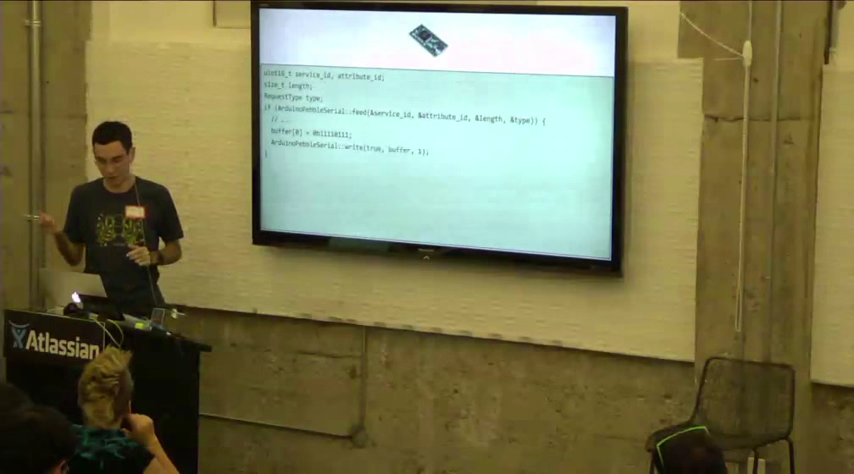 uint16_t service_id, attribute_id;
size_t length;
RequestType type;
if (ArduinoPebbleSerial::feed(&service_id, &attribute_id, &length, &type)) {
// ...
buffer[0] = 0b11110111;
ArduinoPebbleSerial::write(true, buffer, 1);
}
Atlassian